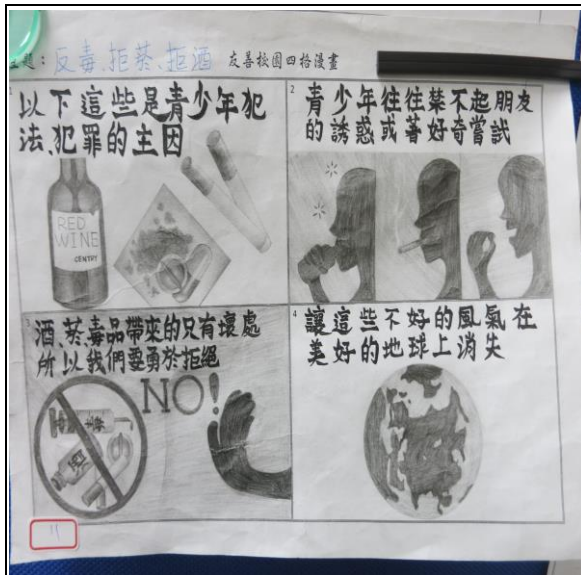 題：反毒、拒菸、拒酒 友善校園四格漫畫
1
以下這些是青少年犯
法、犯罪的主因
RED
WINE
GENTRY
2
青少年往往禁不起朋友
的誘惑或著好奇嘗試
3
酒、菸、毒品帶來的只有壞處
所以我們要勇於拒絕
NO!
4
讓這些不好的風氣在
美好的地球上消失
11